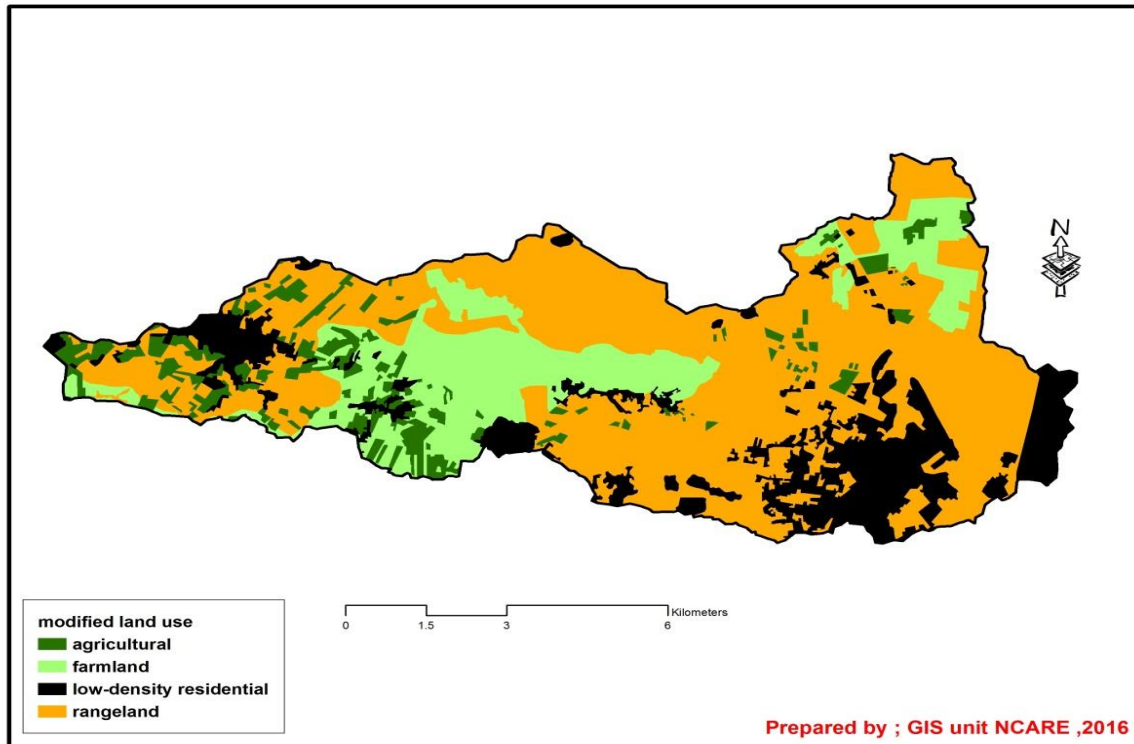 N
modified land use
agricultural
farmland
low-density residential
rangeland
Kilometers
0 1.5 3 6
Prepared by ; GIS unit NCARE ,2016